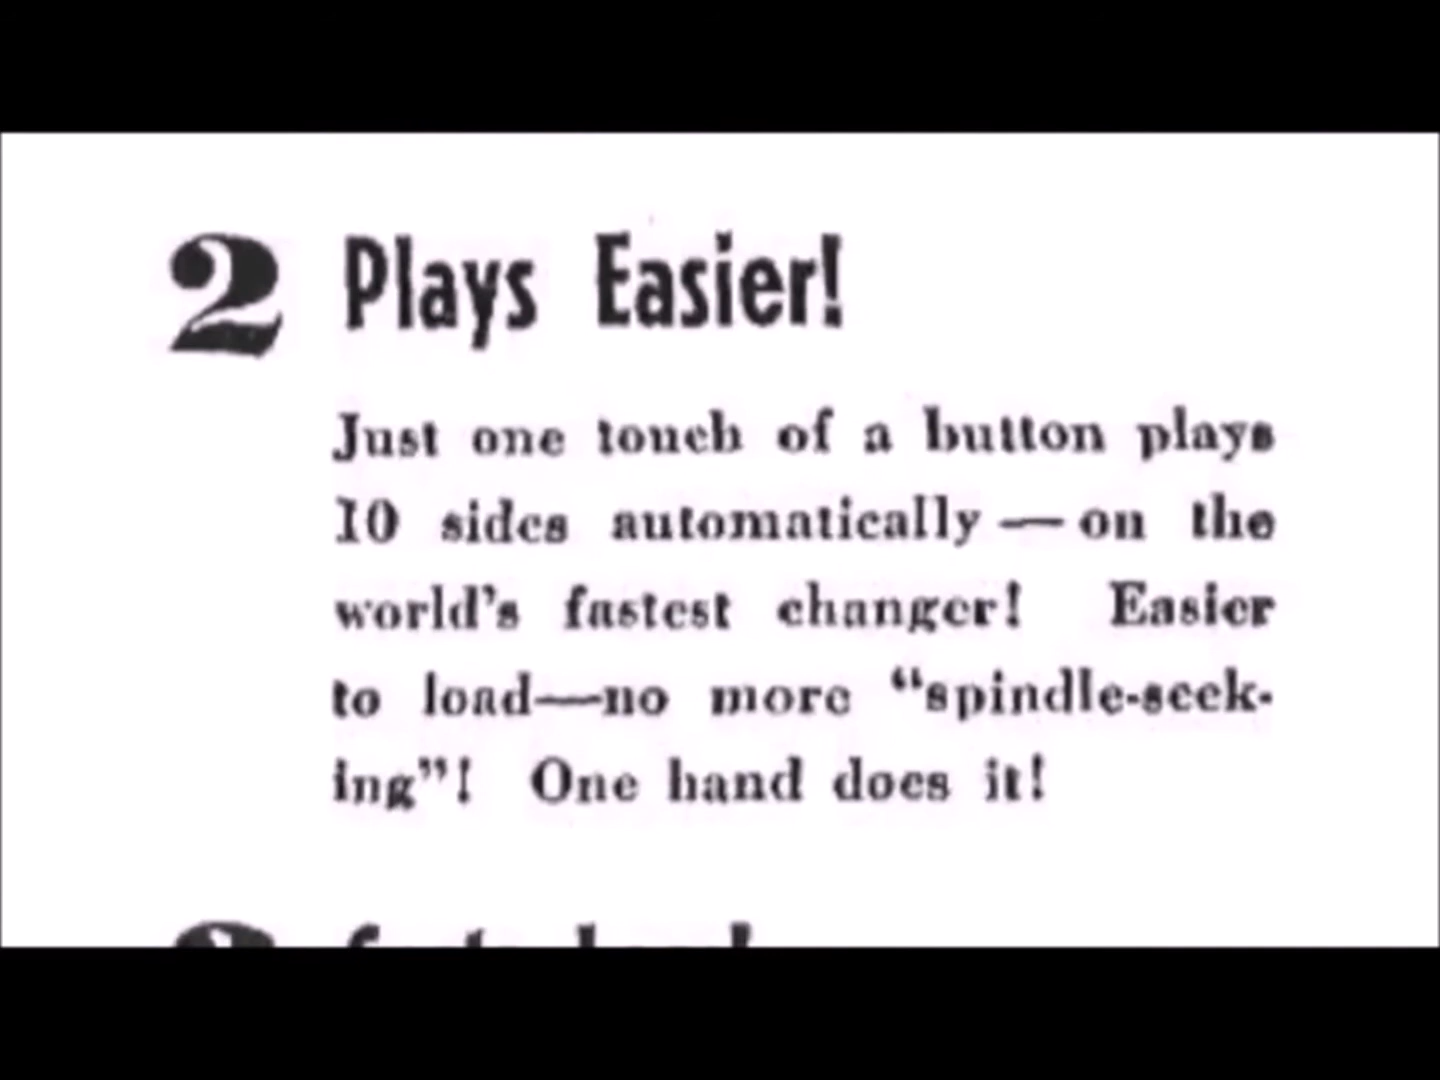 2 Plays Easier!
Just one touch of a button plays
10 sides automatically — on the
world's fastest changer! Easier
to load—no more "spindle-seek-
ing"! One hand does it!